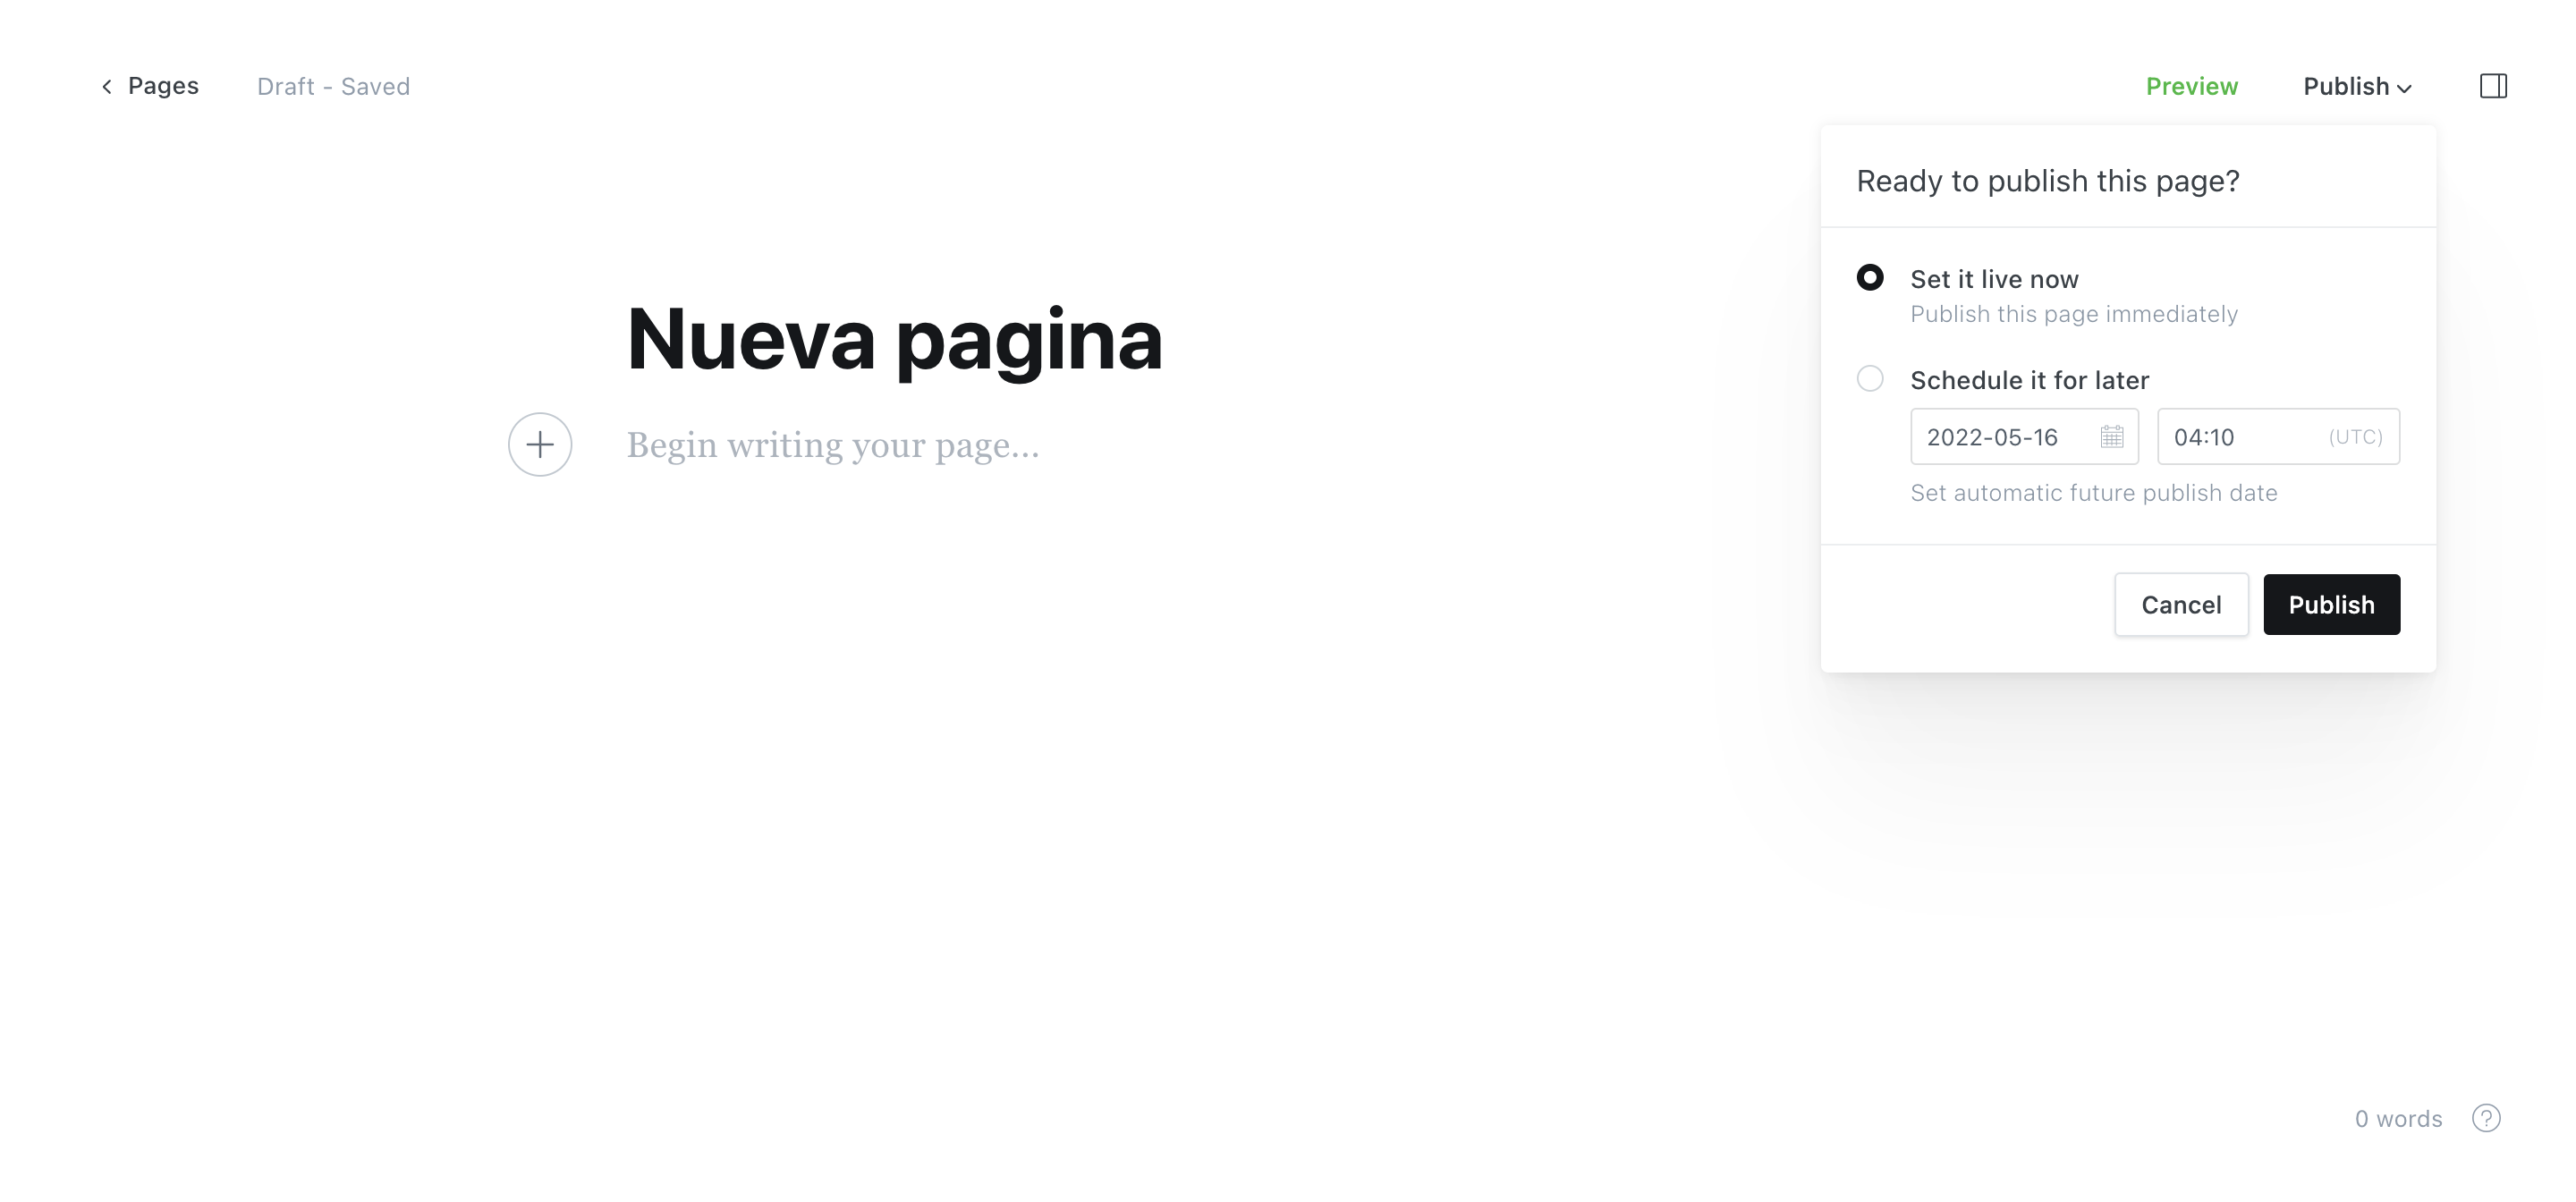 Pages
Draft - Saved
Preview
Publish
Ready to publish this page?
Set it live now
Publish this page immediately
Schedule it for later
2022-05-16
04:10
(UTC)
Set automatic future publish date
Cancel
Publish
Nueva pagina
Begin writing your page...
0 words
?